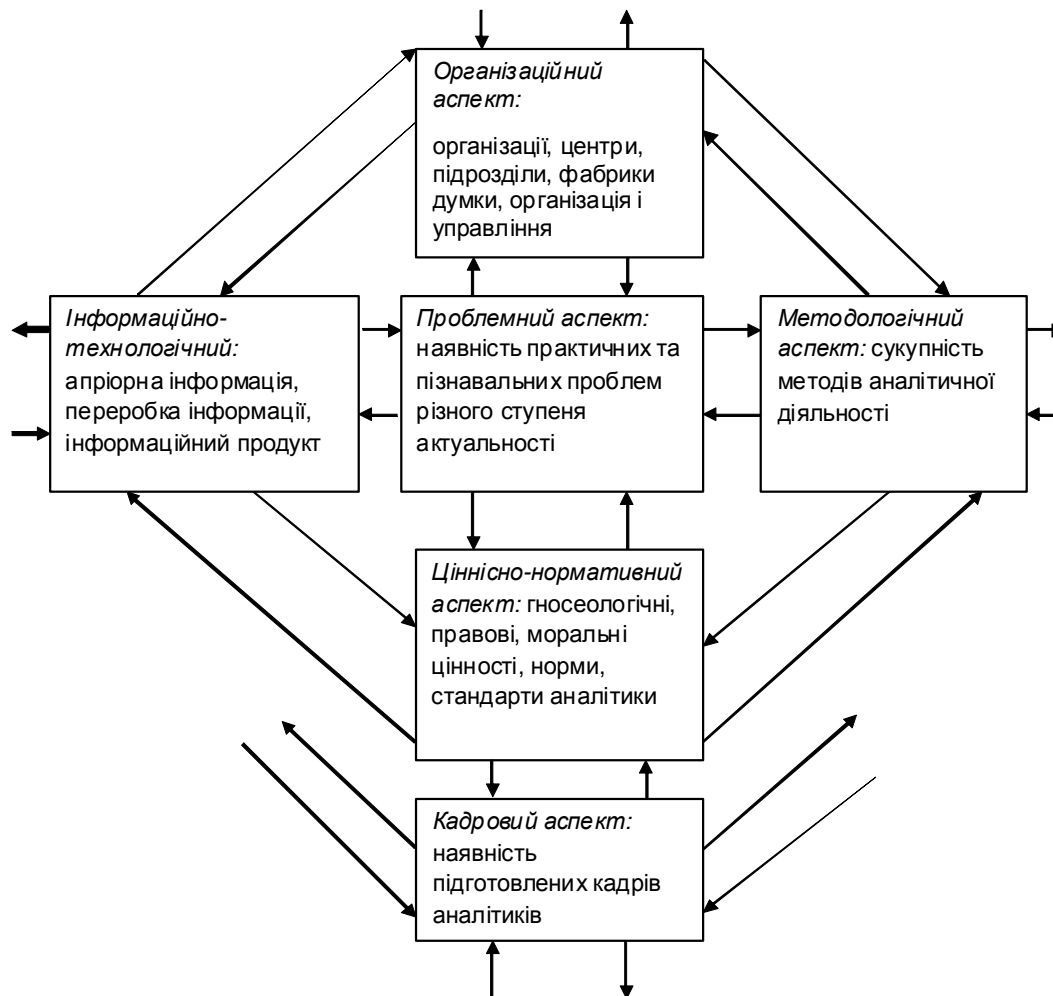 Організаційний
аспект:
організації, центри,
підрозділи, фабрики
думки, організація і
управління
Інформаційно-
технологічний:
апріорна інформація,
переробка інформації,
інформаційний продукт
Проблемний аспект:
наявність практичних та
пізнавальних проблем
різного ступеня
актуальності
Методологічний
аспект: сукупність
методів аналітичної
діяльності
Ціннісно-нормативний
аспект: гносеологічні,
правові, моральні
цінності, норми,
стандарти аналітики
Кадровий аспект:
наявність
підготовлених кадрів
аналітиків